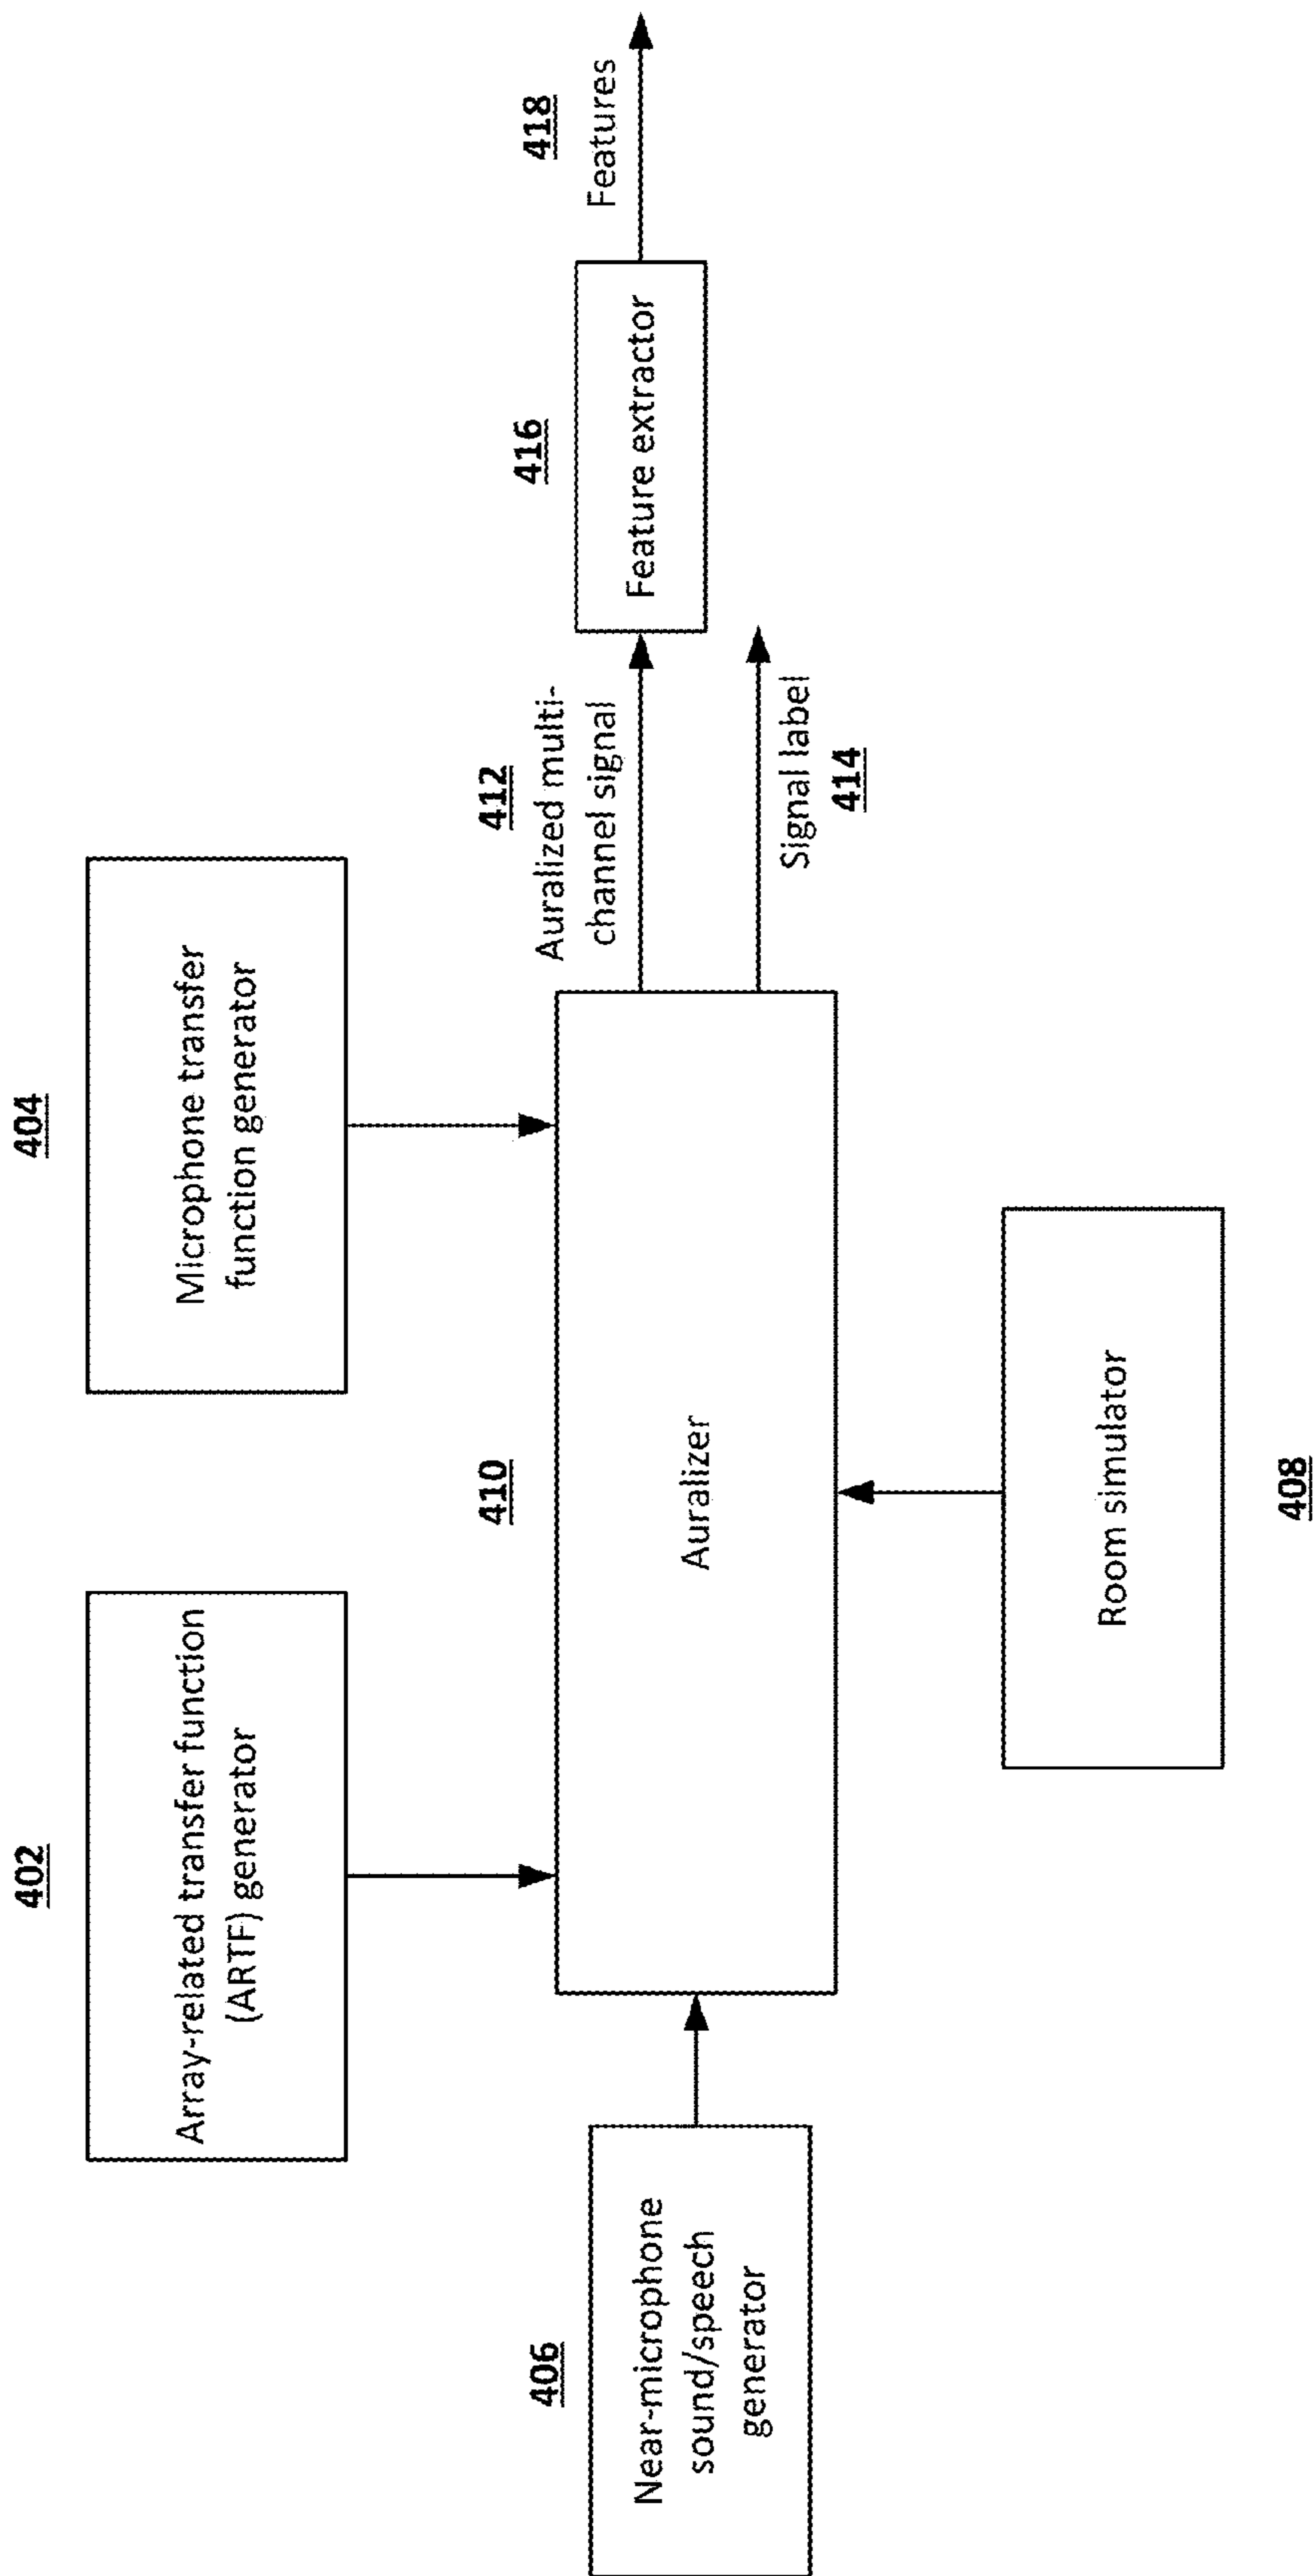 402
Array-related transfer function
(ARTF) generator
404
Microphone transfer
function generator
406
Near-microphone
sound/speech
generator
410
Auralizer
412
Auralized multi-
channel signal
Signal label
414
416
Feature extractor
418
Features
Room simulator
408